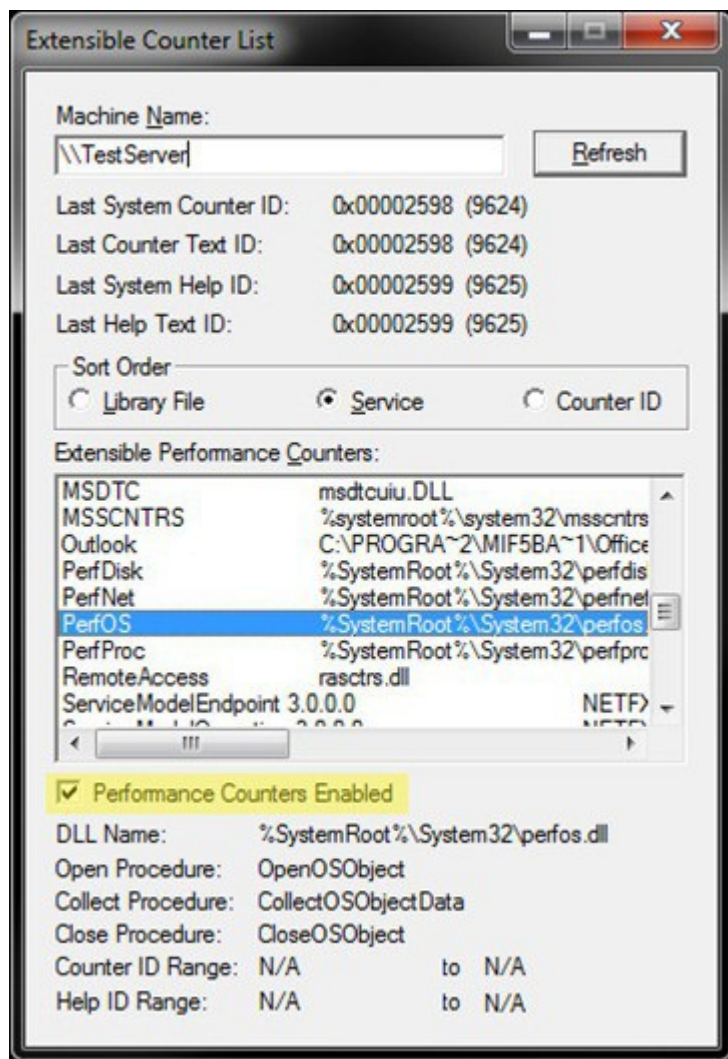 Extensible Counter List
Machine Name:
\\TestServer
Refresh
Last System Counter ID: 0x00002598 (9624)
Last Counter Text ID: 0x00002598 (9624)
Last System Help ID: 0x00002599 (9625)
Last Help Text ID: 0x00002599 (9625)
Sort Order
Library File Service Counter ID
Extensible Performance Counters:
MSDTC msdtcuiu.DLL
MSSCNTRS %systemroot%\system32\msscntrs
Outlook C:\PROGRA~2\MIF5BA~1\Office
PerfDisk %SystemRoot%\System32\perfdis
PerfNet %SystemRoot%\System32\perfnet
PerfOS %SystemRoot%\System32\perfos.
PerfProc %SystemRoot%\System32\perfproc
RemoteAccess rasctrs.dll
ServiceModelEndpoint 3.0.0.0 NETFX
Performance Counters Enabled
DLL Name: %SystemRoot%\System32\perfos.dll
Open Procedure: OpenOSObject
Collect Procedure: CollectOSObjectData
Close Procedure: CloseOSObject
Counter ID Range: N/A to N/A
Help ID Range: N/A to N/A